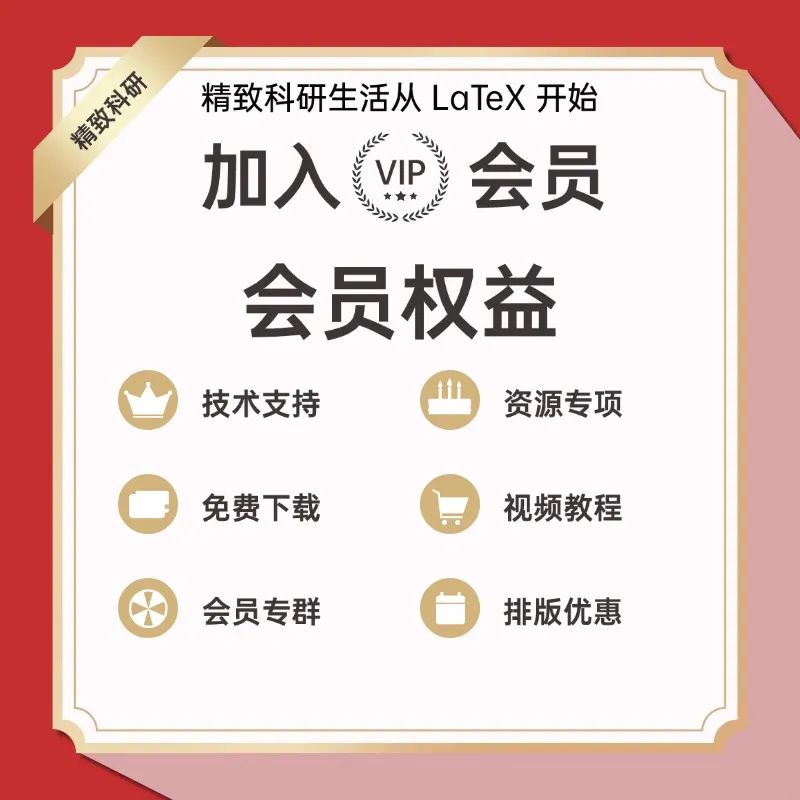 精致科研
精致科研生活从 LaTeX 开始
加入 VIP 会员
会员权益
技术支持 资源专项
免费下载 视频教程
会员专群 排版优惠